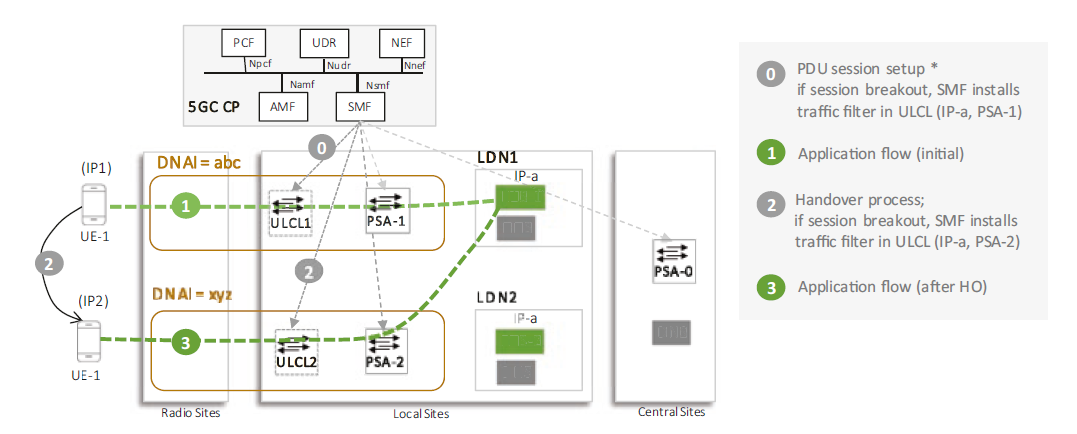 PCF
UDR
NEF
Npcf
Nudr
Nnef
Namf
Nsmf
5GC CP
AMF
SMF
0
DNAI = abc
LDN1
(IP1)
IP-a
1
ULCL1
PSA-1
UE-1
2
2
PSA-0
DNAI = xyz
LDN2
(IP2)
IP-a
3
ULCL2
PSA-2
UE-1
Radio Sites
Local Sites
Central Sites
0 PDU session setup *
if session breakout, SMF installs
traffic filter in ULCL (IP-a, PSA-1)
1 Application flow (initial)
2 Handover process;
if session breakout, SMF installs
traffic filter in ULCL (IP-a, PSA-2)
3 Application flow (after HO)